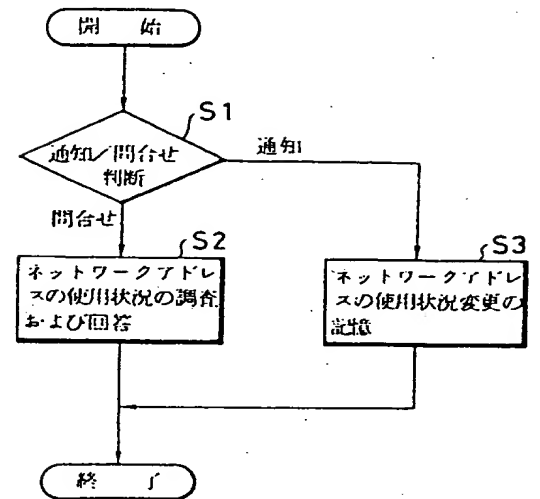 開 始
S1
通知/問合せ
判断
通知
問合せ
S2
ネットワークアドレ
スの使用状況の調査
および回答
S3
ネットワークアドレ
スの使用状況変更の
記憶
終 了